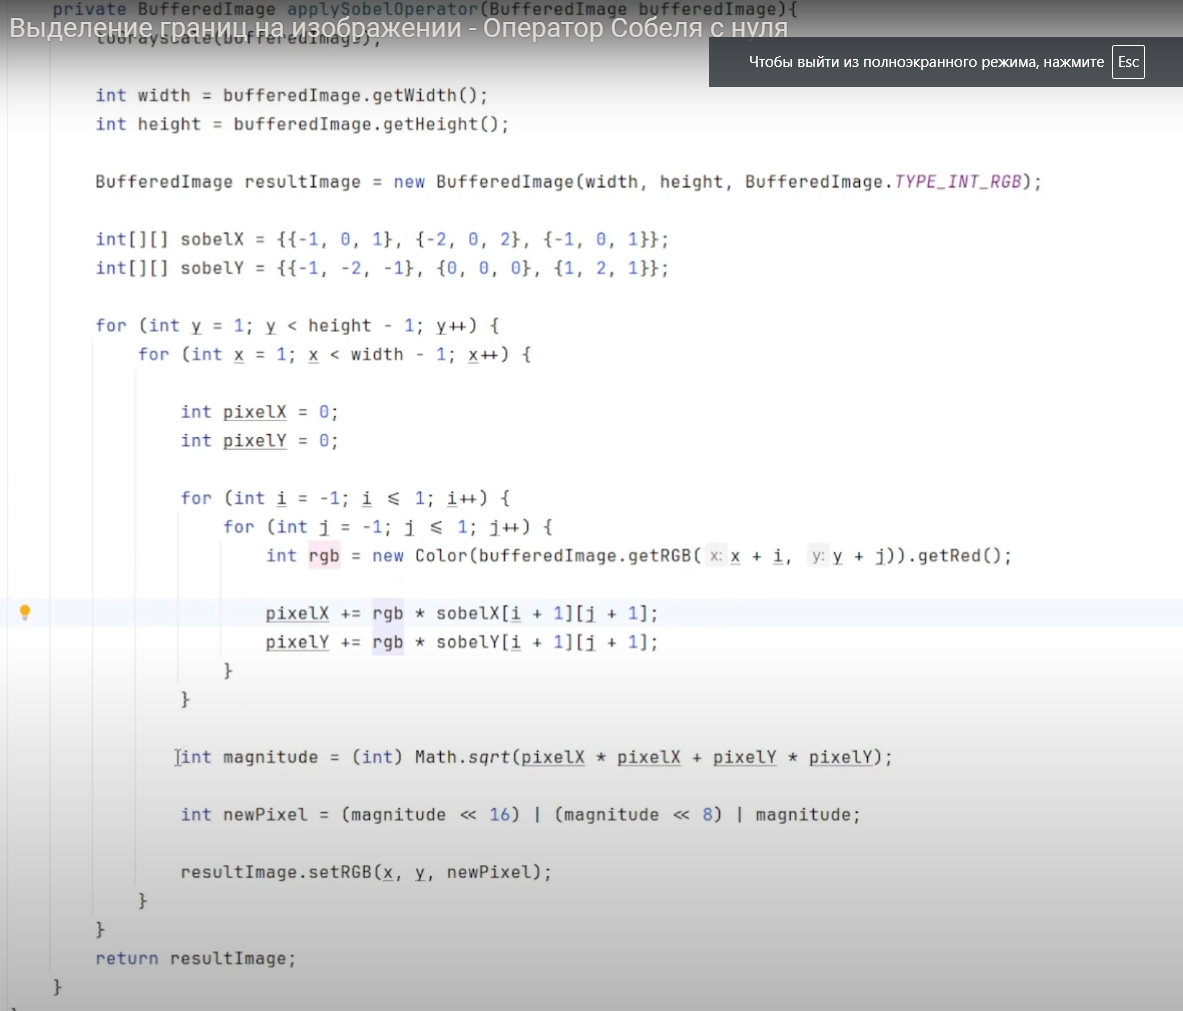 private BufferedImage applySobelOperator(BufferedImage bufferedImage){
Выделение границ на изображении - Оператор Собеля с нуля
toGrayscale(bufferedImage);
Чтобы выйти из полноэкранного режима, нажмите Esc
int width = bufferedImage.getWidth();
int height = bufferedImage.getHeight();
BufferedImage resultImage = new BufferedImage(width, height, BufferedImage.TYPE_INT_RGB);
int[][] sobelX = {{-1, 0, 1}, {-2, 0, 2}, {-1, 0, 1}};
int[][] sobelY = {{-1, -2, -1}, {0, 0, 0}, {1, 2, 1}};
for (int y = 1; y < height - 1; y++) {
for (int x = 1; x < width - 1; x++) {
int pixelX = 0;
int pixelY = 0;
for (int i = -1; i ⩽ 1; i++) {
for (int j = -1; j ⩽ 1; j++) {
int rgb = new Color(bufferedImage.getRGB( x: x + i, y: y + j)).getRed();
pixelX += rgb * sobelX[i + 1][j + 1];
pixelY += rgb * sobelY[i + 1][j + 1];
}
}
int magnitude = (int) Math.sqrt(pixelX * pixelX + pixelY * pixelY);
int newPixel = (magnitude << 16) | (magnitude << 8) | magnitude;
resultImage.setRGB(x, y, newPixel);
}
}
return resultImage;
}